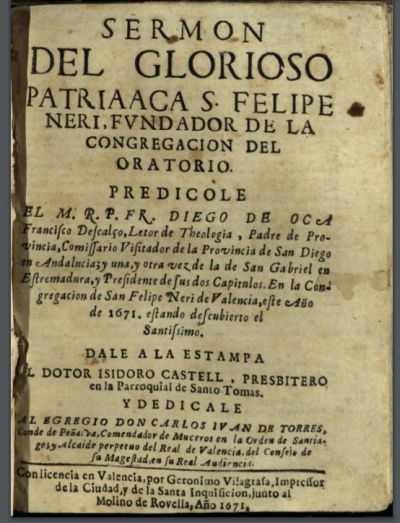 SERMON
DEL GLORIOSO
PATRIAACA S. FELIPE
NERI, FVNDADOR DE LA
CONGREGACION DEL
ORATORIO.
PREDICOLE
EL M. R. P. FR. DIEGO DE OCA
Francisco Descalço, Letor de Theologia, Padre de Pro-
vincia, Comissario Visitador de la Provincia de San Diego
en Andalucia; y una, y otra vez de la de San Gabriel en
Estremadura, y Presidente de sus dos Capitulos. En la Con-
gregacion de San Felipe Neri de Valencia, este Año
de 1671. estando descubierto el
Santissimo.
DALE A LA ESTAMPA
EL DOTOR ISIDORO CASTELL, PRESBITERO
en la Parroquial de Santo Tomas.
Y DEDICALE
AL EGREGIO DON CARLOS IVAN DE TORRES,
Conde de Peñalva, Comendador de Museros en la Orden de Santia-
go; y Alcaide perpetuo del Real de Valencia, del Consejo de
su Magestad, en su Real Audiencia.
Con licencia en Valencia, por Geronimo Vilagrasa, Impressor
de la Ciudad, y de la Santa Inquisicion, junto al
Molino de Rovella, Año 1671.